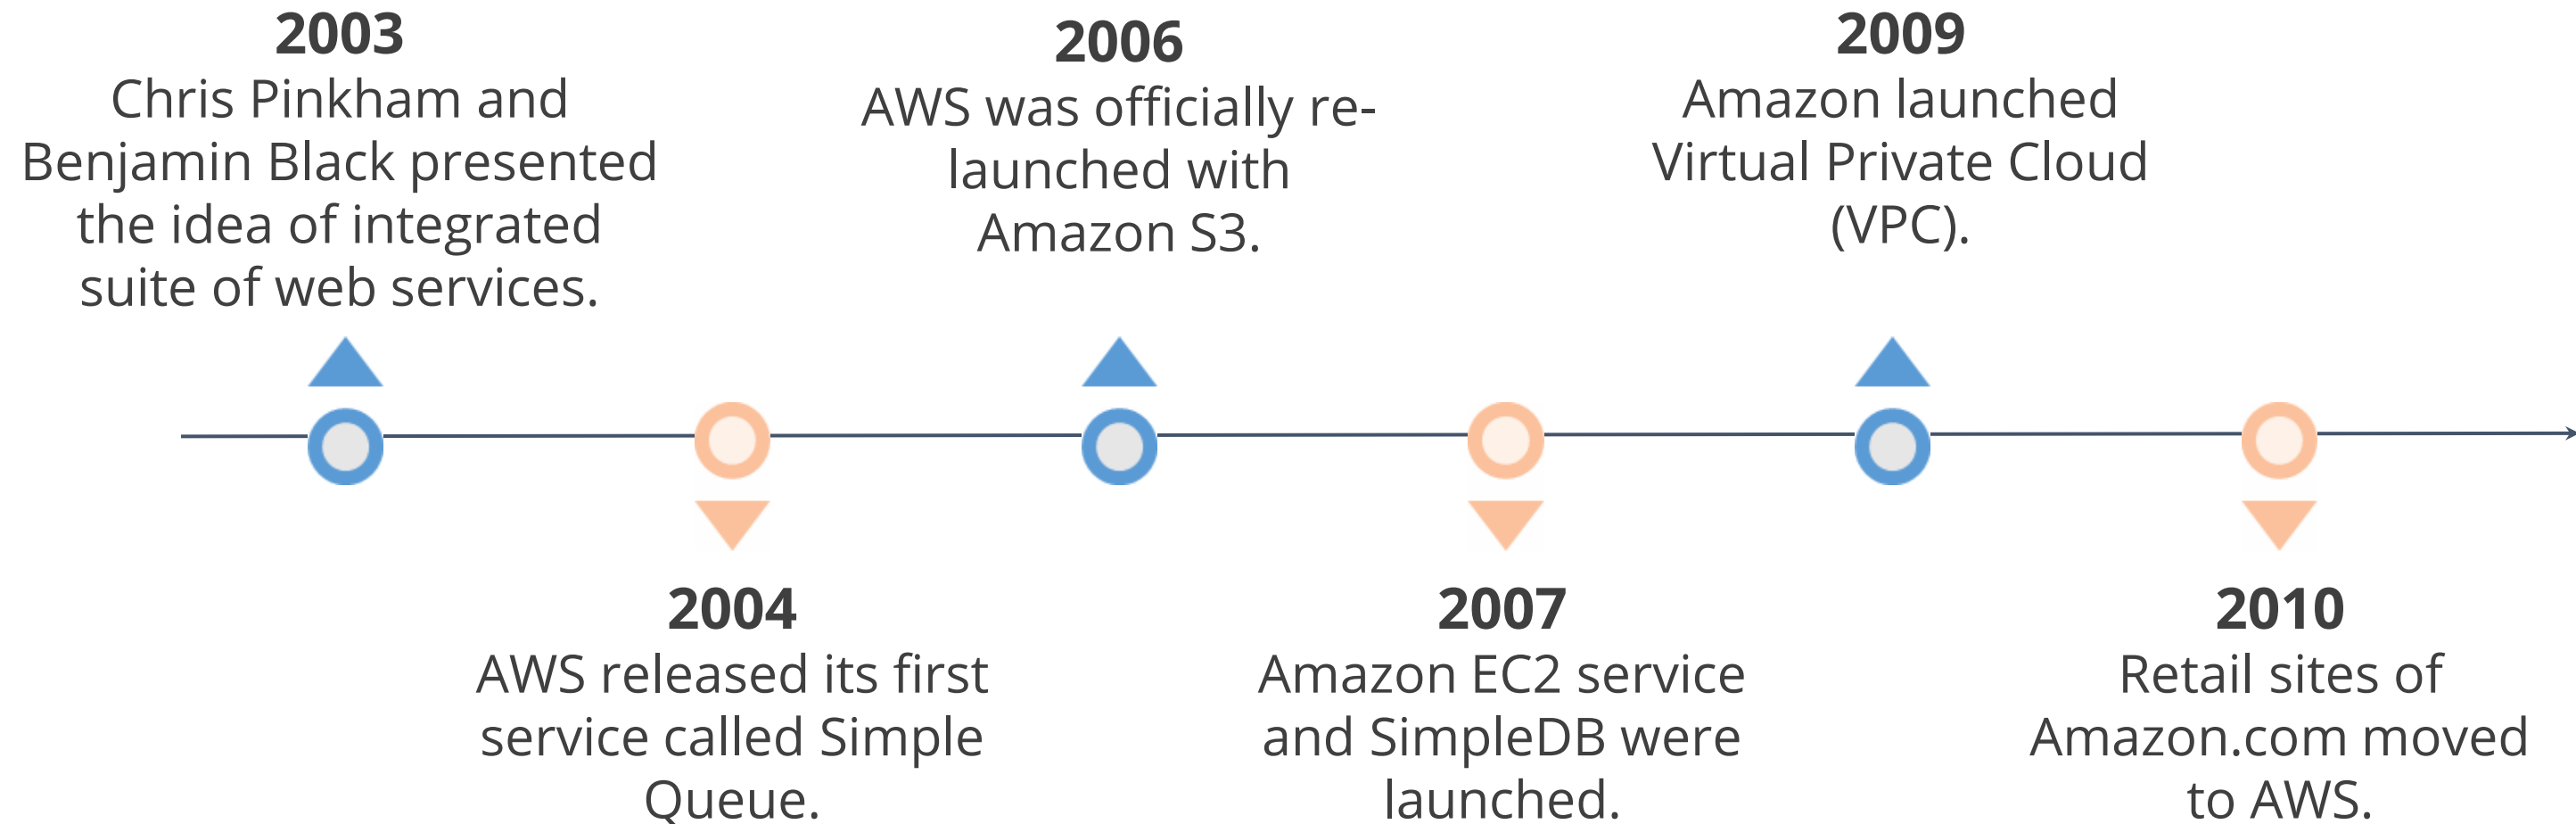 2003
Chris Pinkham and
Benjamin Black presented
the idea of integrated
suite of web services.
2004
AWS released its first
service called Simple
Queue.
2006
AWS was officially re-
launched with
Amazon S3.
2007
Amazon EC2 service
and SimpleDB were
launched.
2009
Amazon launched
Virtual Private Cloud
(VPC).
2010
Retail sites of
Amazon.com moved
to AWS.